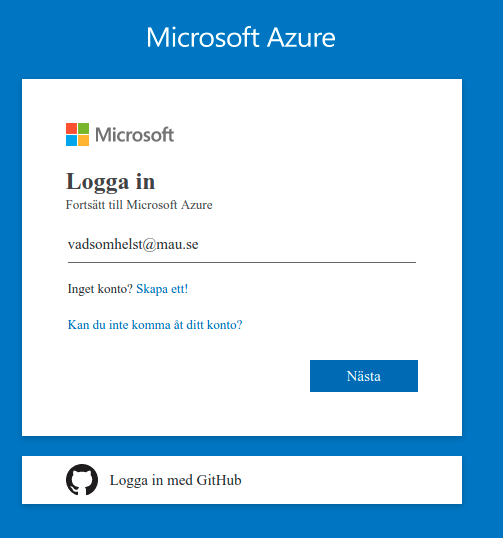 Microsoft Azure
Microsoft
Logga in
Fortsätt till Microsoft Azure
vadsomhelst@mau.se
Inget konto? Skapa ett!
Kan du inte komma åt ditt konto?
Nästa
Logga in med GitHub